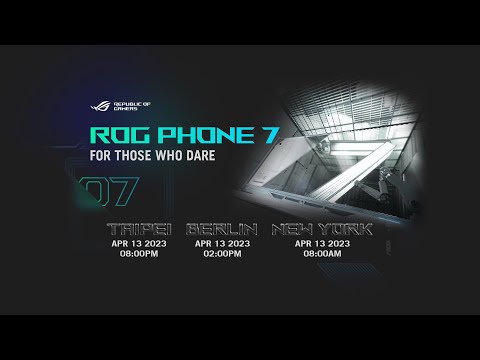 REPUBLIC OF
GAMERS
ROG PHONE 7
FOR THOSE WHO DARE
07
TAIPEI BERLIN NEW YORK
APR 13 2023 APR 13 2023 APR 13 2023
08:00PM 02:00PM 08:00AM